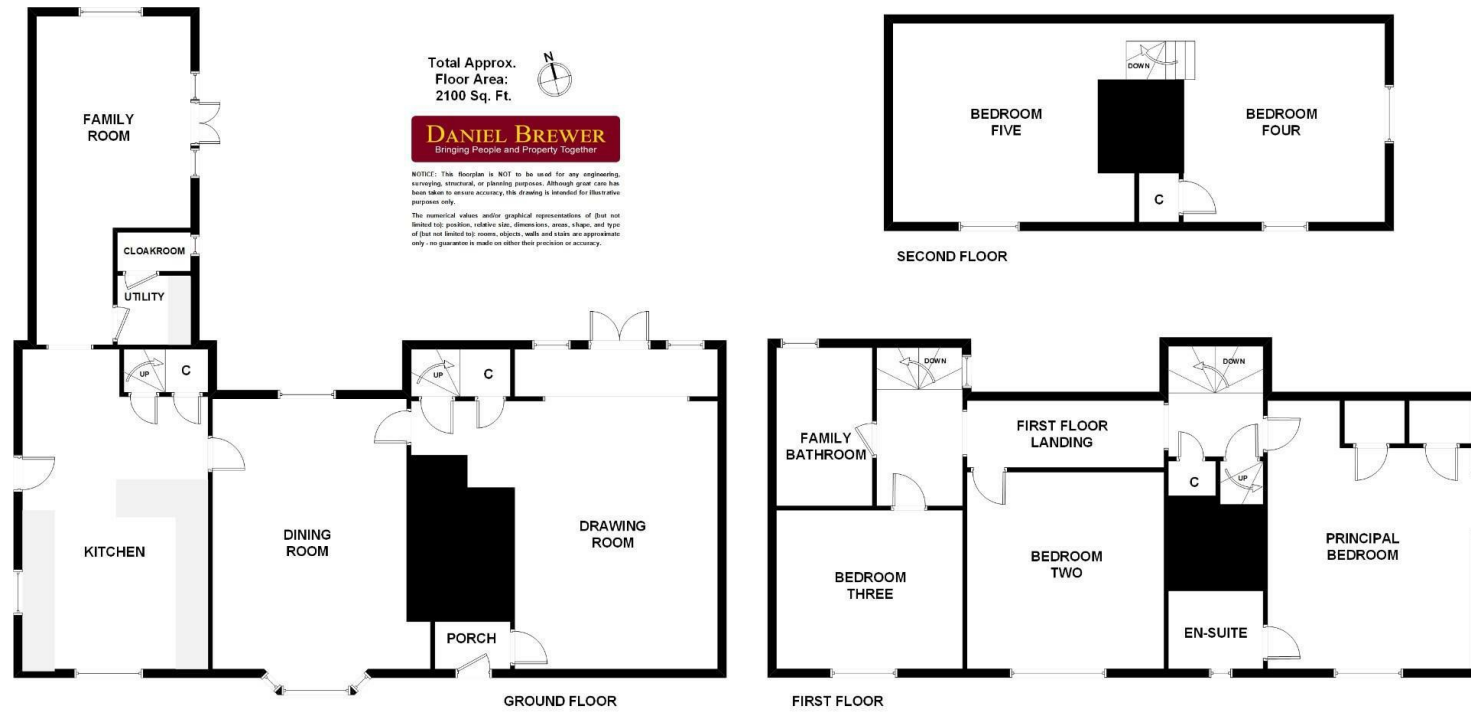 FAMILY
ROOM
CLOAKROOM
UTILITY
UP
C
KITCHEN
DINING
ROOM
UP
C
DRAWING
ROOM
PORCH
GROUND FLOOR
Total Approx.
Floor Area:
2100 Sq. Ft.
N
DANIEL BREWER
Bringing People and Property Together
NOTICE: This floorplan is NOT to be used for any engineering,
surveying, structural, or planning purposes. Although great care has
been taken to ensure accuracy, this drawing is intended for illustrative
purposes only.
The numerical values and/or graphical representations of (but not
limited to): position, relative size, dimensions, areas, shape, and type
of (but not limited to): rooms, objects, walls and stairs are approximate
only - no guarantee is made on either their precision or accuracy.
BEDROOM
FIVE
DOWN
BEDROOM
FOUR
C
SECOND FLOOR
FAMILY
BATHROOM
DOWN
FIRST FLOOR
LANDING
DOWN
C
UP
BEDROOM
THREE
BEDROOM
TWO
EN-SUITE
PRINCIPAL
BEDROOM
FIRST FLOOR